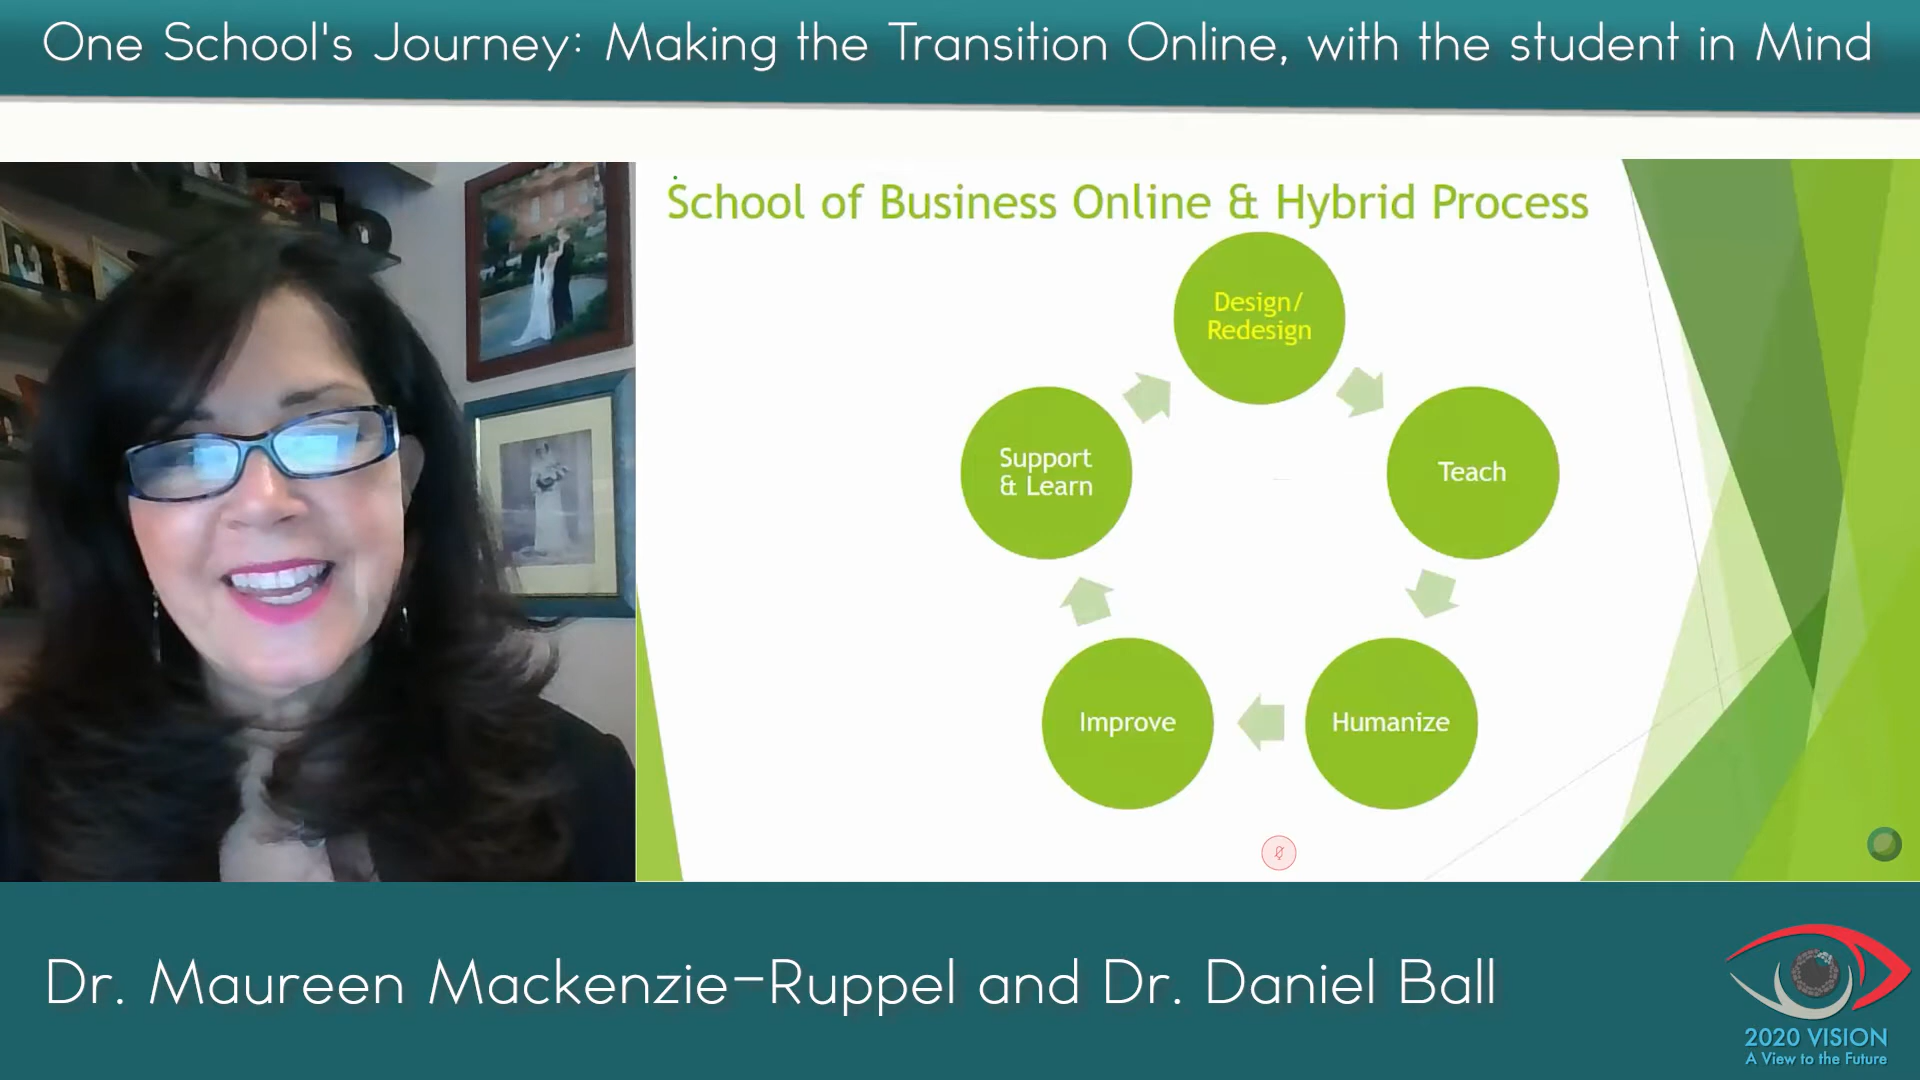 One School's Journey: Making the Transition Online, with the student in Mind
School of Business Online & Hybrid Process
Design/
Redesign
Teach
Humanize
Improve
Support
& Learn
Dr. Maureen Mackenzie-Ruppel and Dr. Daniel Ball
2020 VISION
A View to the Future